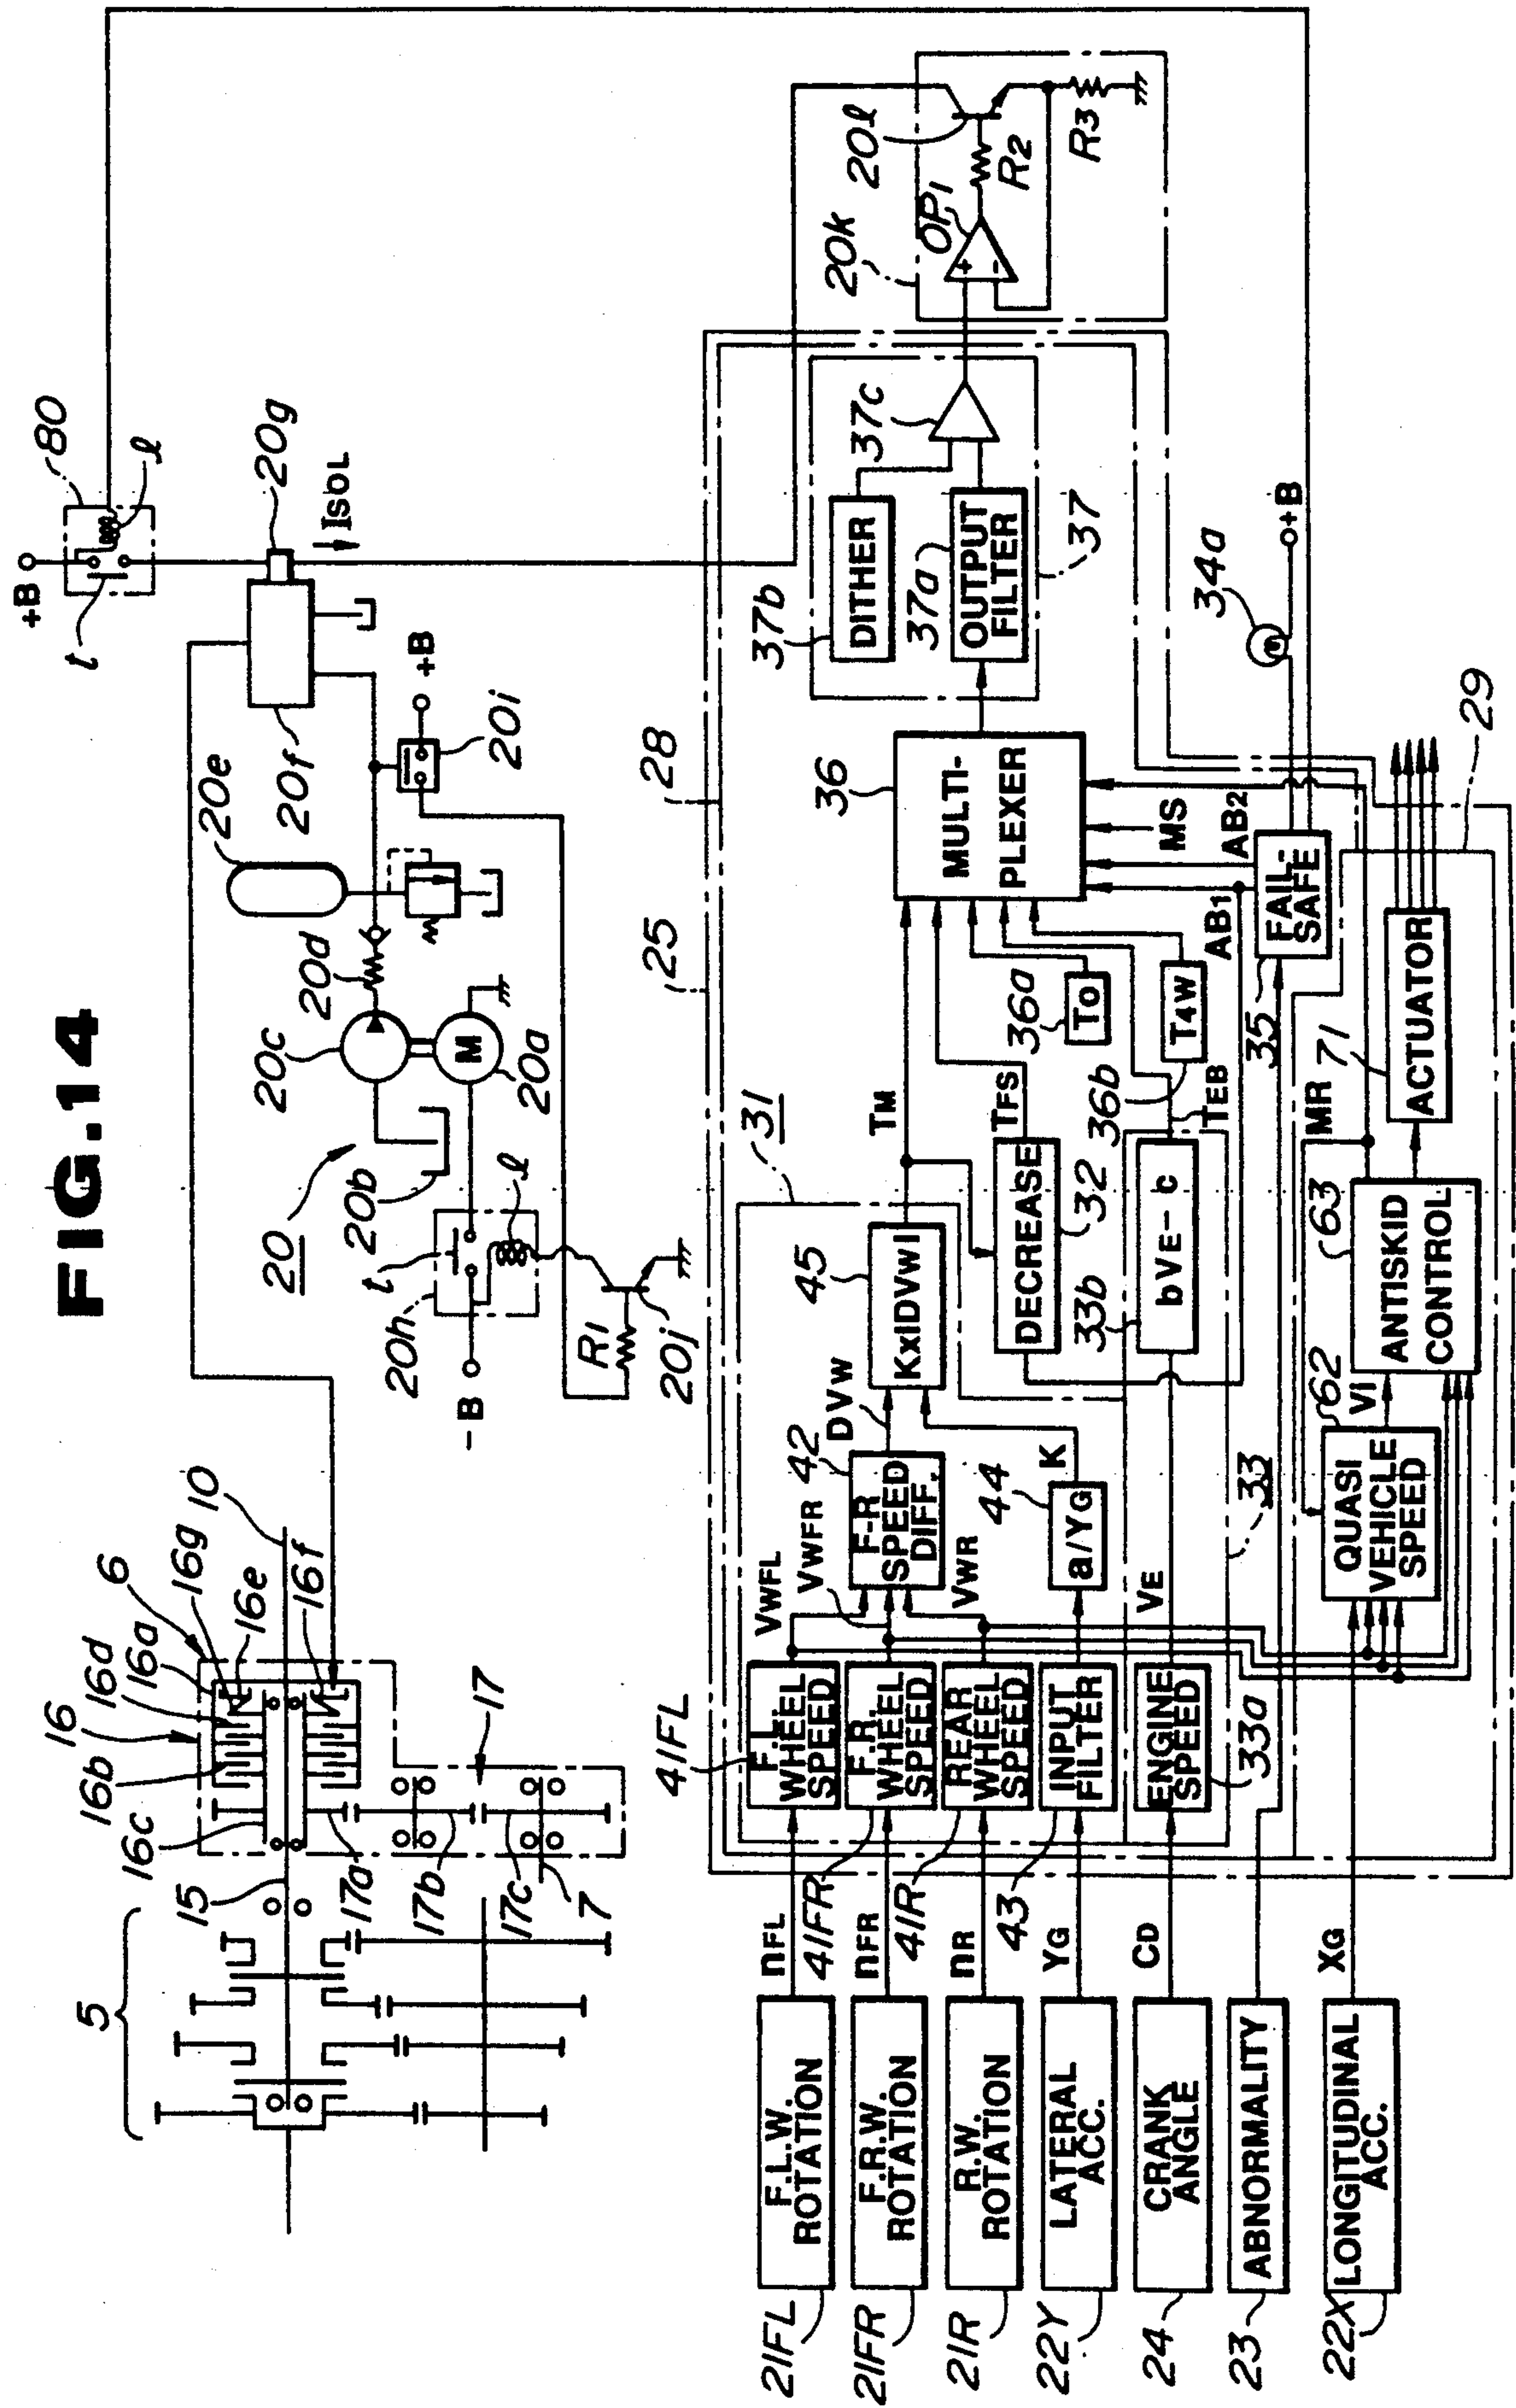 FIG.14
5
15
16
16c
16b
16d
16a
6
16g
16e
16f
10
17a
17b
17c
7
17
20
20b
20c
20d
20e
20f
20i
+B
20a
M
20h
t
l
-B
R1
20j
+B
80
t
l
20g
ISOL
25
28
21FL
F.L.W.
ROTATION
nFL
41FL
F.L.
WHEEL
SPEED
VWFL
21FR
F.R.W.
ROTATION
nFR
41FR
F.R.
WHEEL
SPEED
VWFR
21R
R.W.
ROTATION
nR
41R
REAR
WHEEL
SPEED
VWR
22Y
LATERAL
ACC.
YG
43
INPUT
FILTER
44
a/YG
K
42
F-R
SPEED
DIFF.
DVW
45
Kx|DVW|
TM
31
DECREASE
32
TFS
24
CRANK
ANGLE
CD
ENGINE
SPEED
33a
VE
33b
bVE - c
TEB
33
36a
To
36b
T4W
36
MULTI-
PLEXER
MS
AB1
AB2
37b
DITHER
37a
OUTPUT
FILTER
37c
37
20k
OP1
+
-
R2
20l
R3
23
ABNORMALITY
35
FAIL-
SAFE
34a
+B
22X
LONGITUDINAL
ACC.
XG
QUASI
VEHICLE
SPEED
62
VI
63
ANTISKID
CONTROL
MR
71
ACTUATOR
29